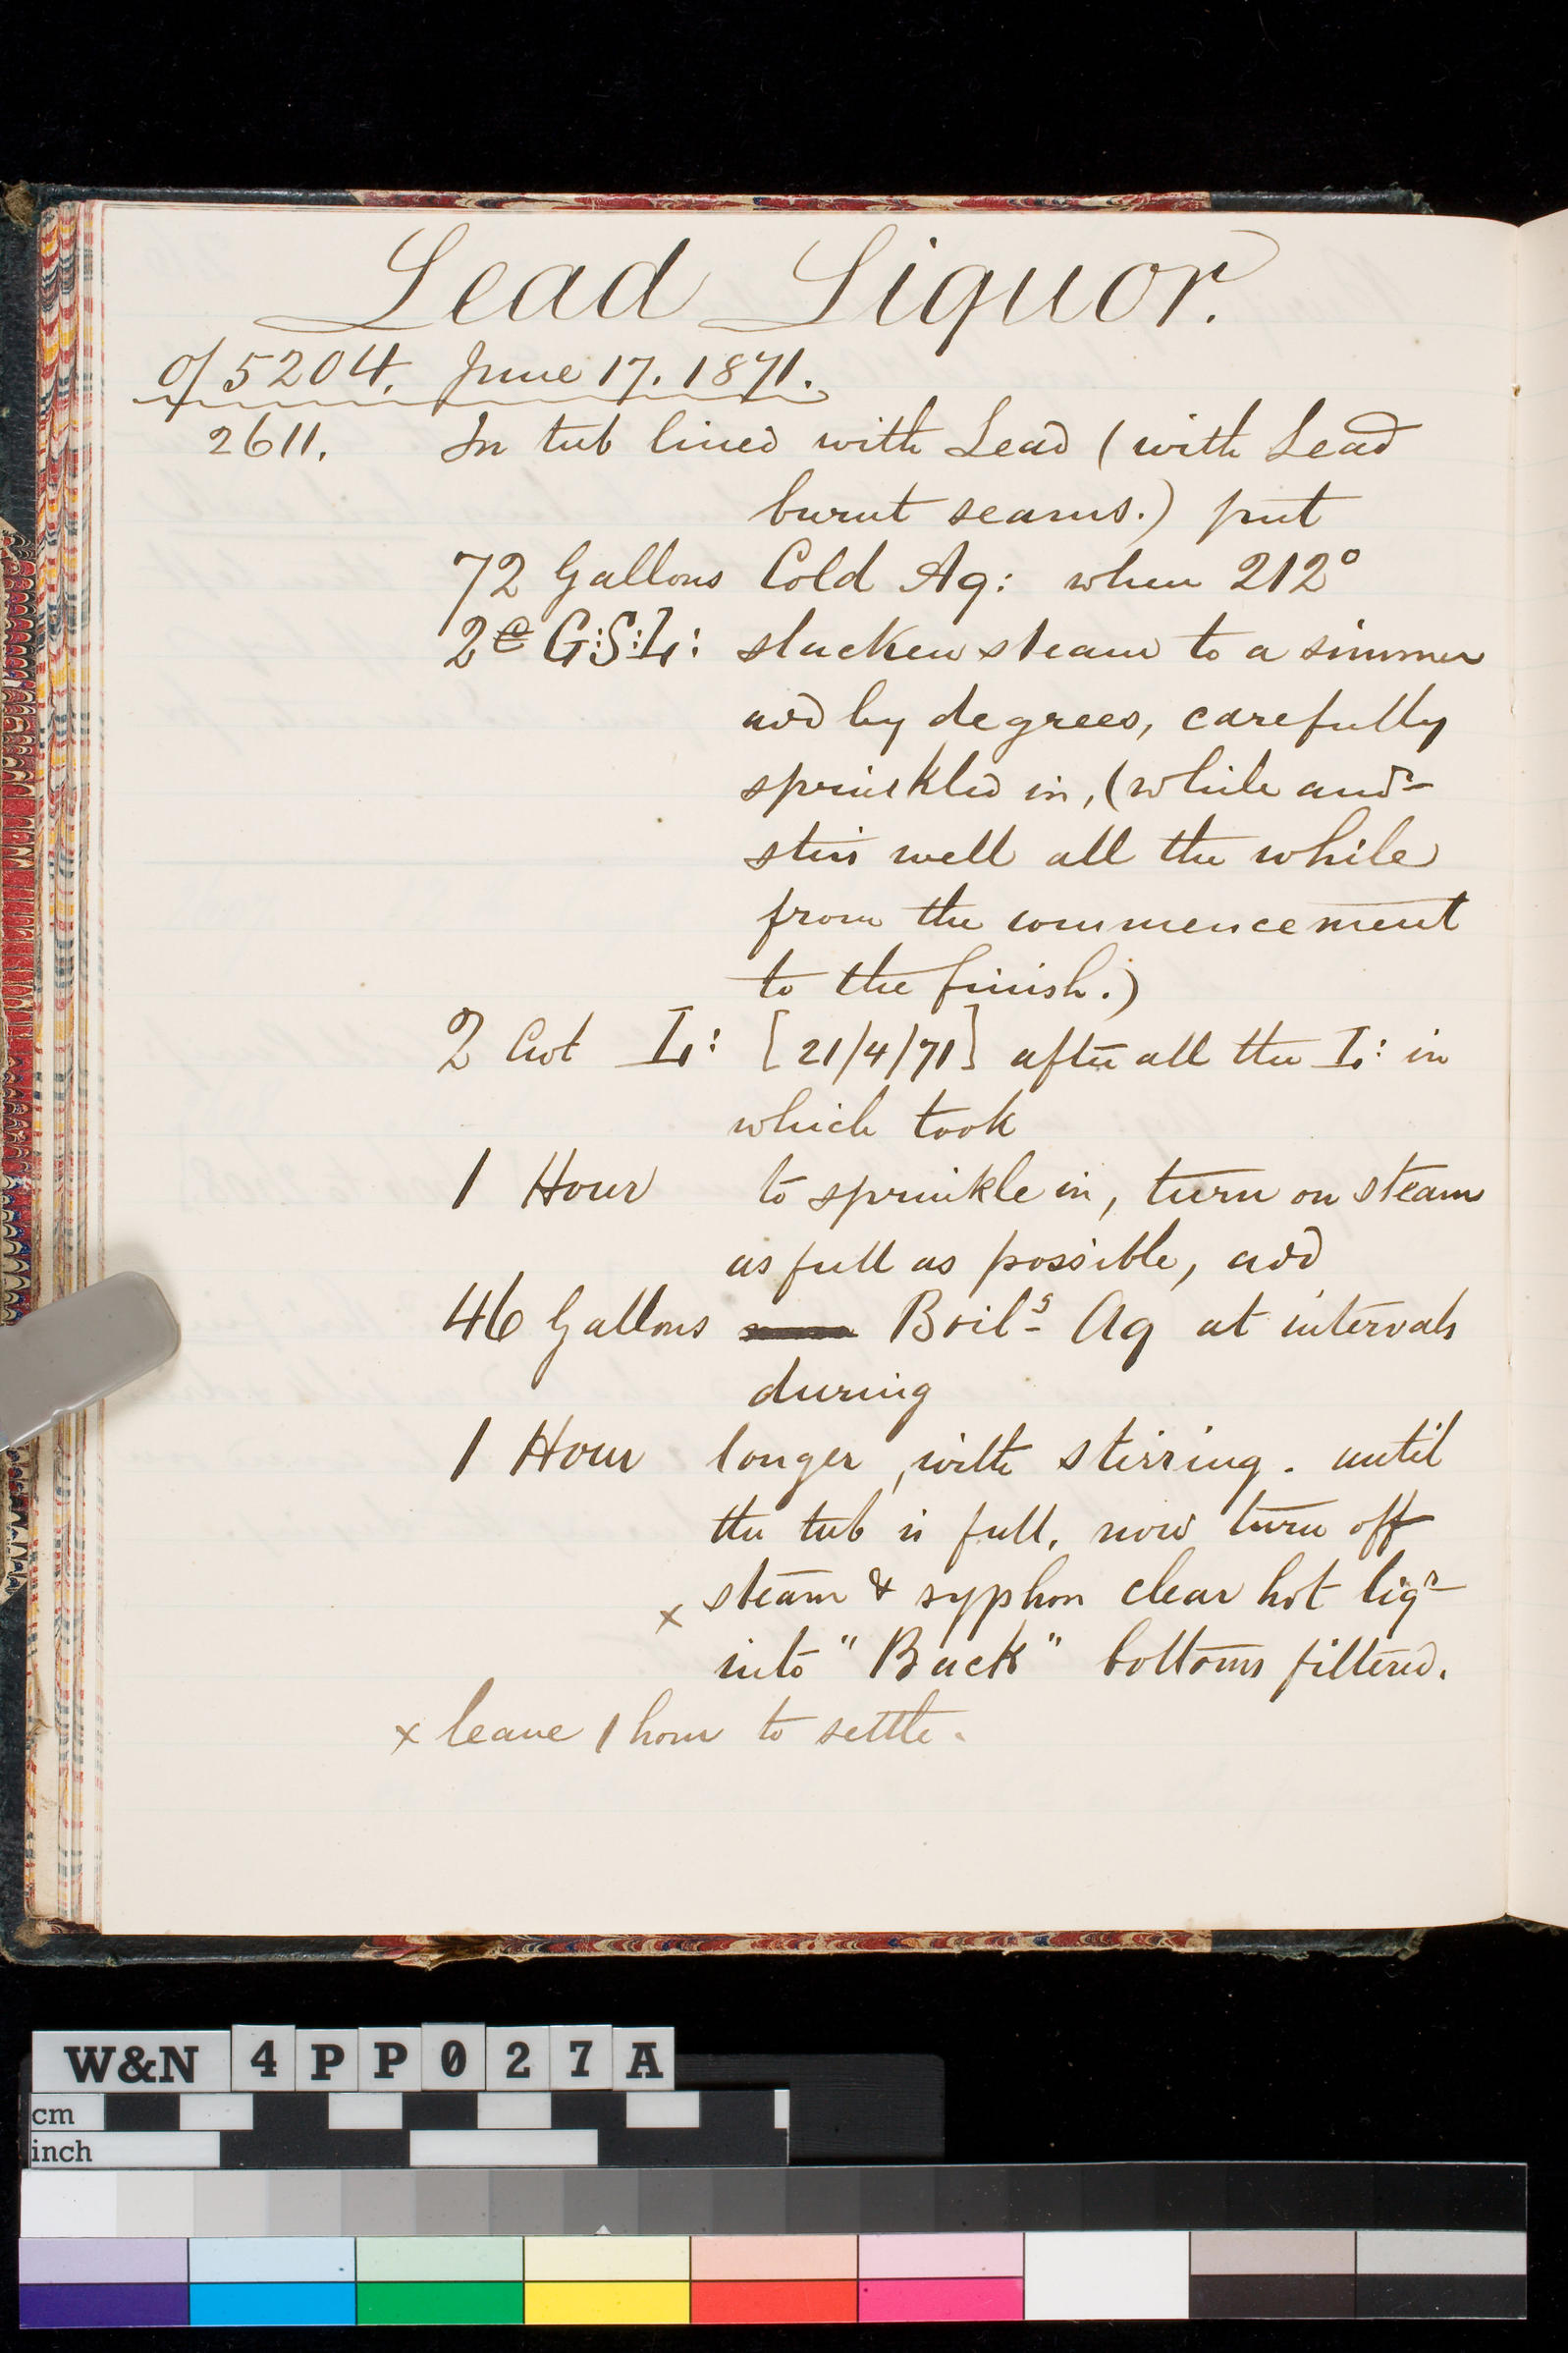 Lead Liquor.
O/5204. June 17. 1871.
2611. In tub lined with Lead (with Lead
burnt seams.) put
72 Gallons Cold Aq: when 212°
2 C G:S:L: slacken steam to a simmer
add by degrees, carefully
sprinkled in, (while and
stir well all the while
from the commencement
to the finish.)
2 Cwt L: [21/4/71] after all the L: in
which took
1 Hour to sprinkle in, turn on steam
as full as possible, add
46 Gallons Boilg Aq at intervals
during
1 Hour longer, with stirring. until
the tub is full. now turn off
x steam & syphon clear hot liqr
into "Back" bottoms filtered.
x leave 1 hour to settle.
W&N 4PP027A
cm
inch